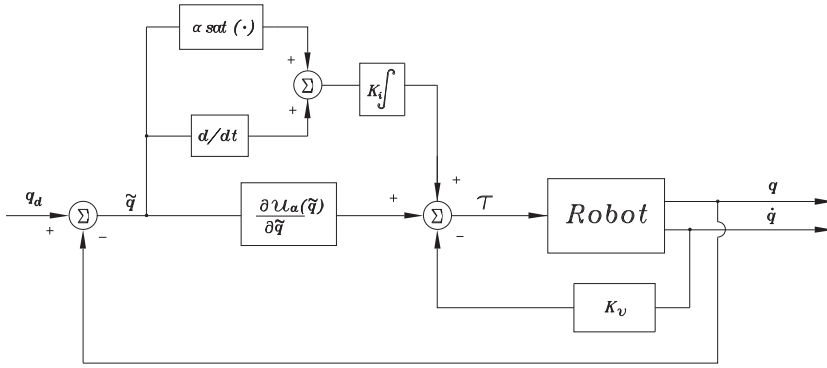 α sat (·)
+
Σ
+
K_i∫
d/dt
q_d
+
Σ
−
q̃
∂U_a(q̃)
∂q̃
+
+
Σ
−
τ
Robot
q
q̇
K_v